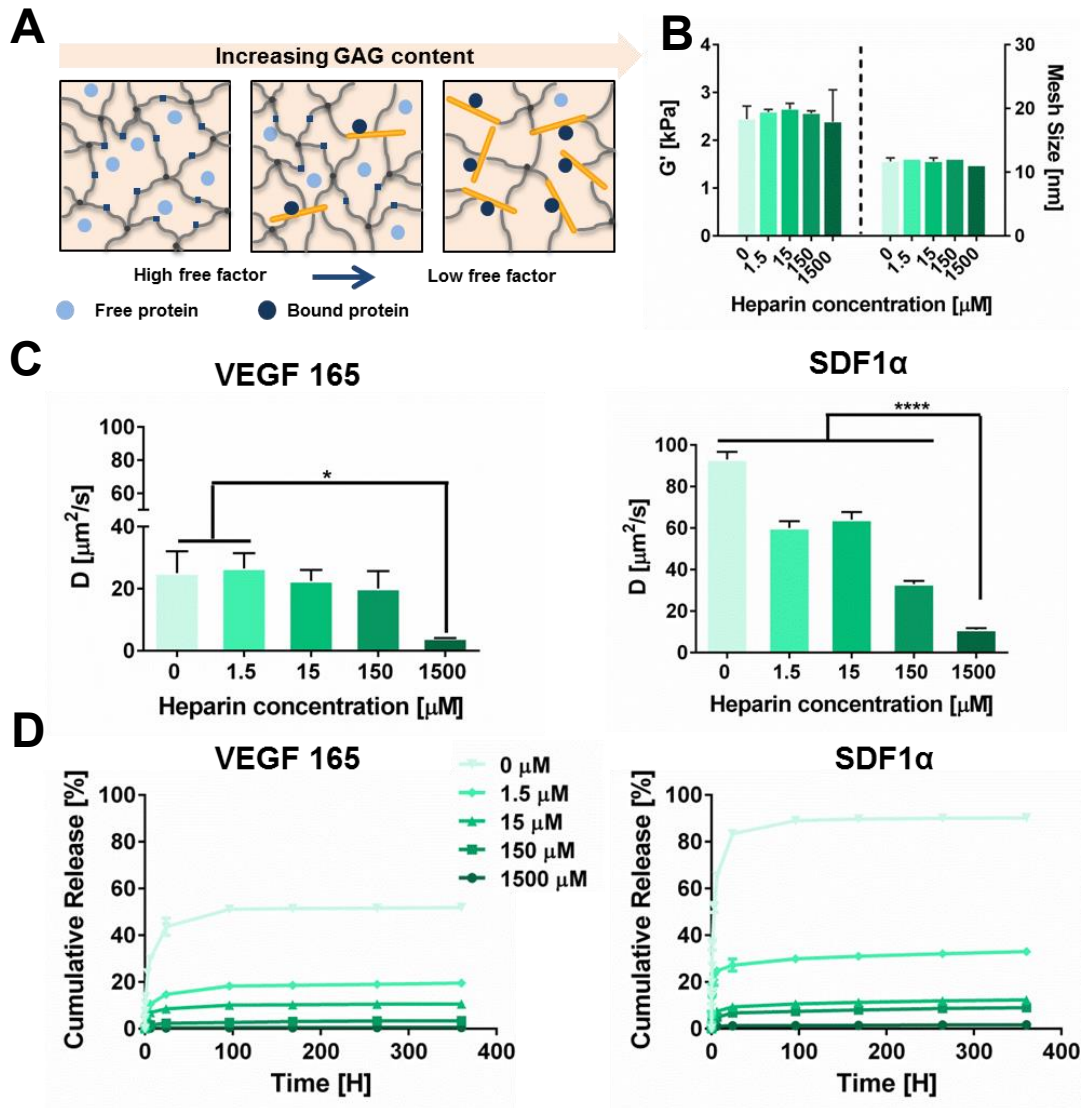 A
Increasing GAG content
High free factor
Low free factor
Free protein
Bound protein
B
4
3
2
1
0
G' [kPa]
30
20
10
0
Mesh Size [nm]
0
1.5
15
150
1500
0
1.5
15
150
1500
Heparin concentration [μM]
C
VEGF 165
100
80
60
40
20
0
D [μm²/s]
*
0 1.5 15 150 1500
Heparin concentration [μM]
SDF1α
100
80
60
40
20
0
D [μm²/s]
****
0 1.5 15 150 1500
Heparin concentration [μM]
D
VEGF 165
100
80
60
40
20
0
Cumulative Release [%]
0 100 200 300 400
Time [H]
0 μM
1.5 μM
15 μM
150 μM
1500 μM
SDF1α
100
80
60
40
20
0
Cumulative Release [%]
0 100 200 300 400
Time [H]